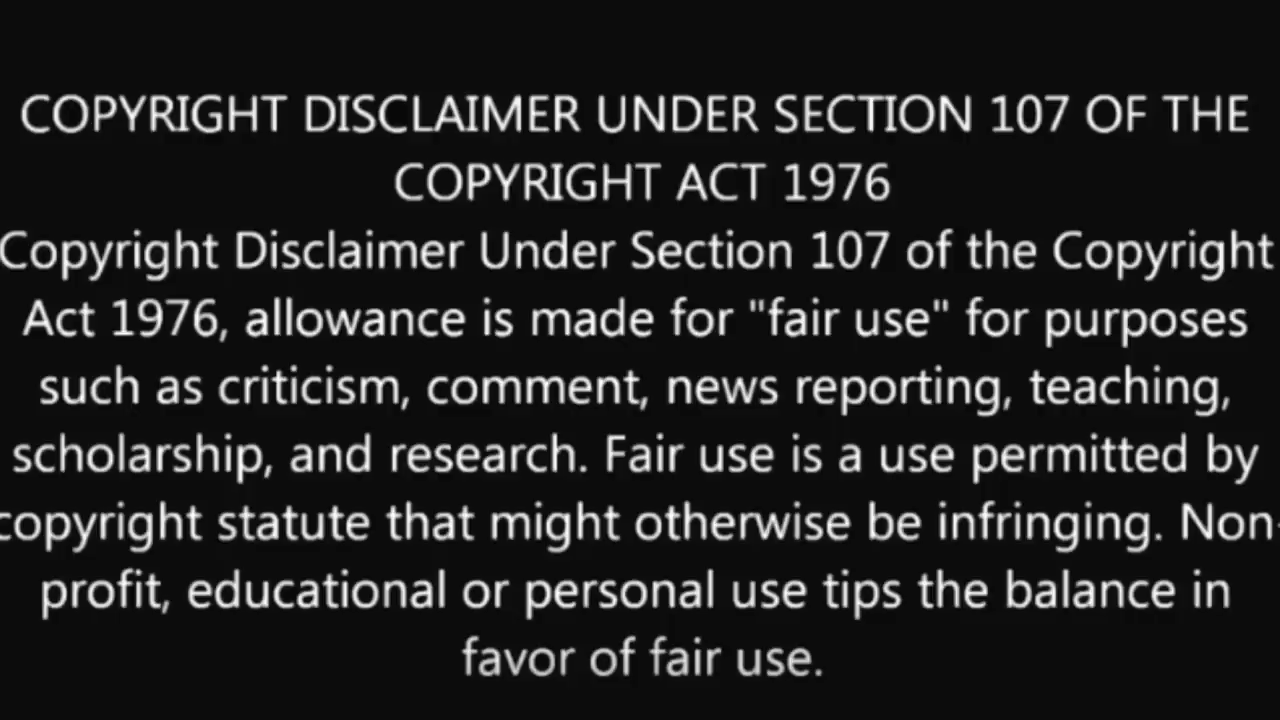 COPYRIGHT DISCLAIMER UNDER SECTION 107 OF THE
COPYRIGHT ACT 1976
Copyright Disclaimer Under Section 107 of the Copyright
Act 1976, allowance is made for "fair use" for purposes
such as criticism, comment, news reporting, teaching,
scholarship, and research. Fair use is a use permitted by
copyright statute that might otherwise be infringing. Non
profit, educational or personal use tips the balance in
favor of fair use.